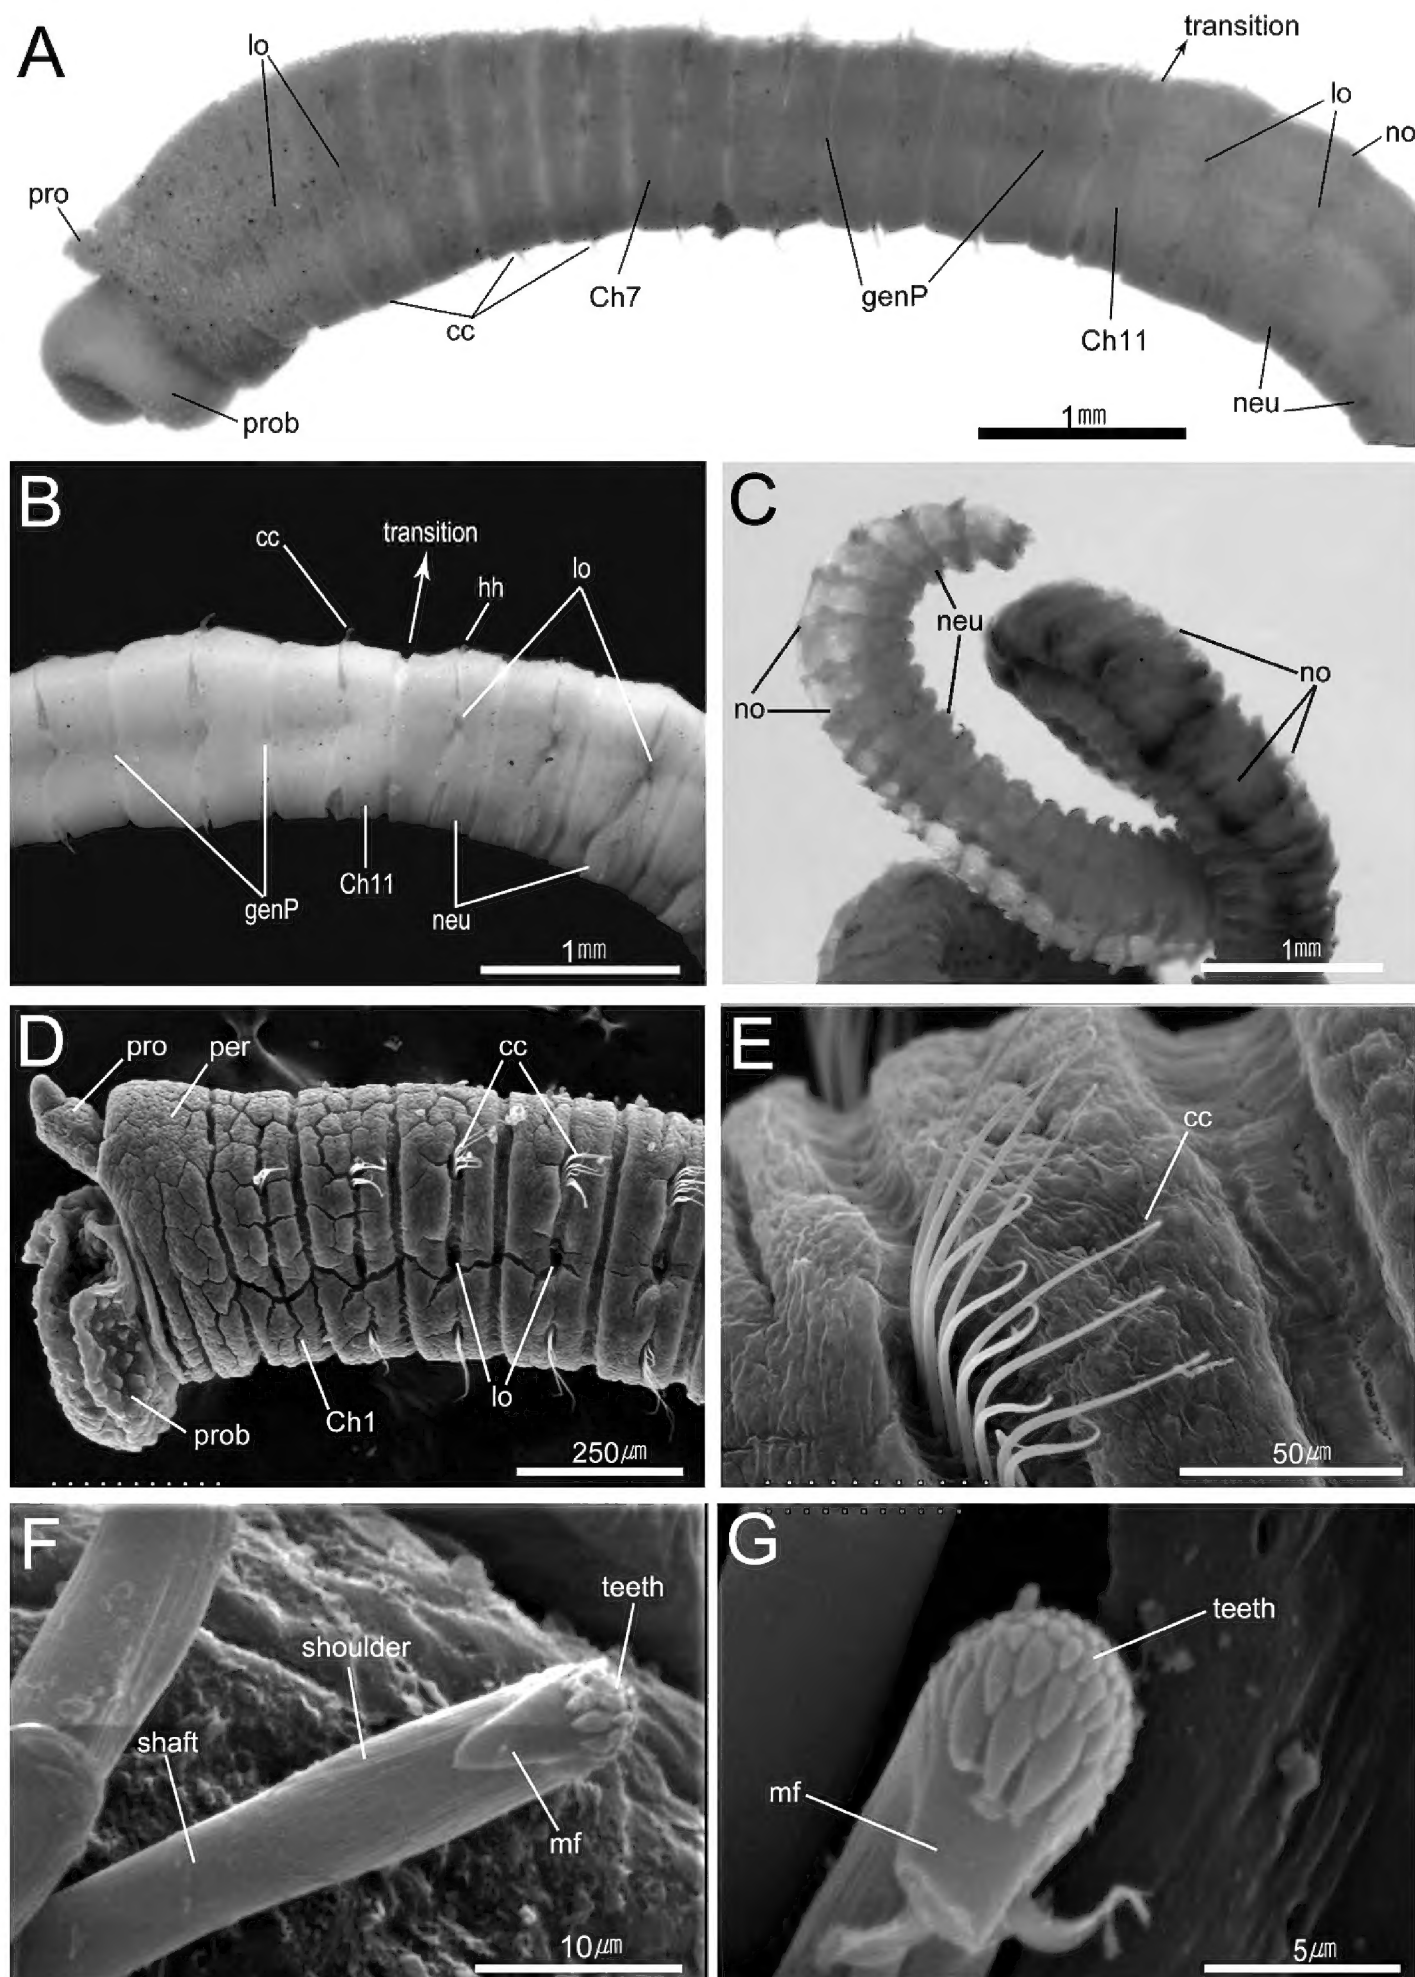 A
lo
transition
lo
no
pro
Ch7
genP
cc
Ch11
prob
neu
1mm
B
cc
transition
hh
lo
genP
Ch11
neu
1mm
C
neu
no
no
1mm
D
pro
per
cc
lo
Ch1
prob
250μm
E
cc
50μm
F
teeth
shoulder
shaft
mf
10μm
G
teeth
mf
5μm